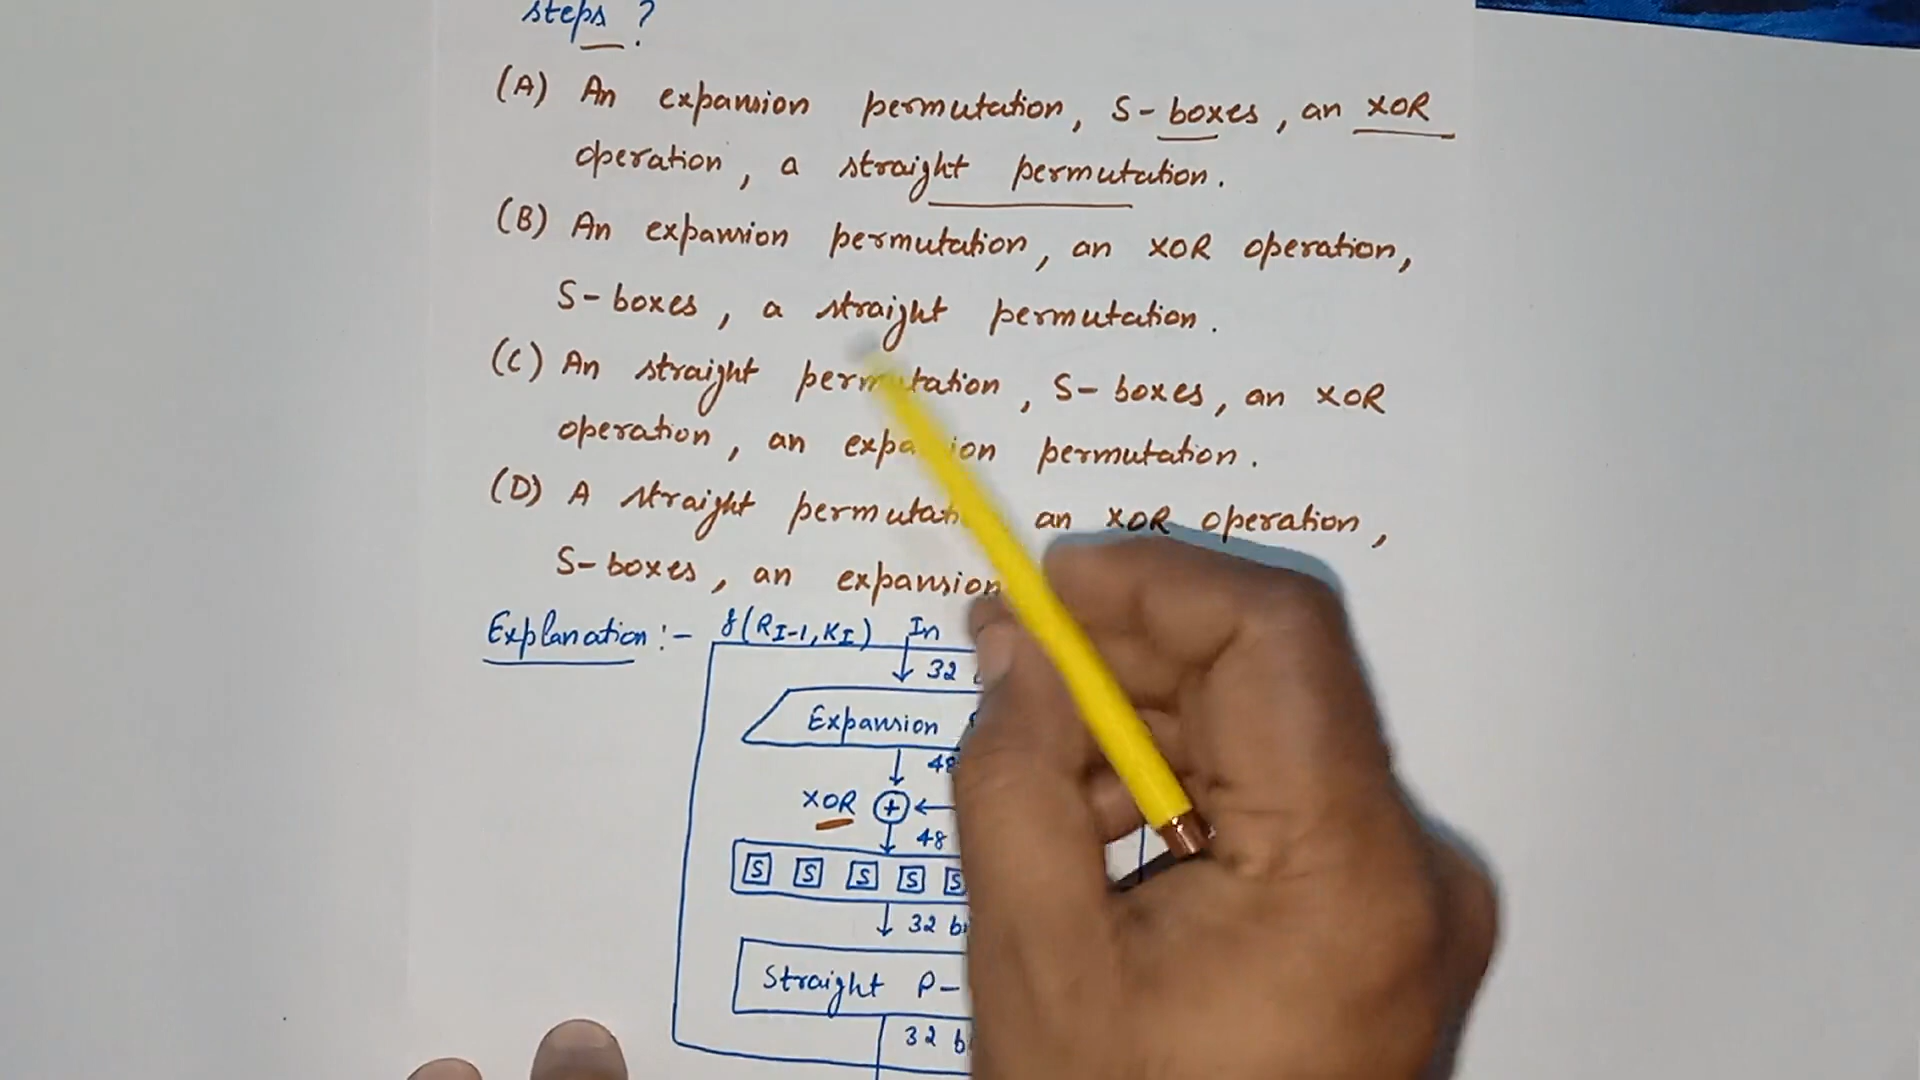 steps ?
(A) An expansion permutation, S-boxes, an XOR
operation, a straight permutation.
(B) An expansion permutation, an XOR operation,
S-boxes, a straight permutation.
(C) An straight permutation, S-boxes, an XOR
operation, an expansion permutation.
(D) A straight an XOR operation,
S-boxes, an expansion
Explanation :- f(RI-1, KI) In
32
Expansion
48
XOR +
48
S S S S S
32
Straight P-
32